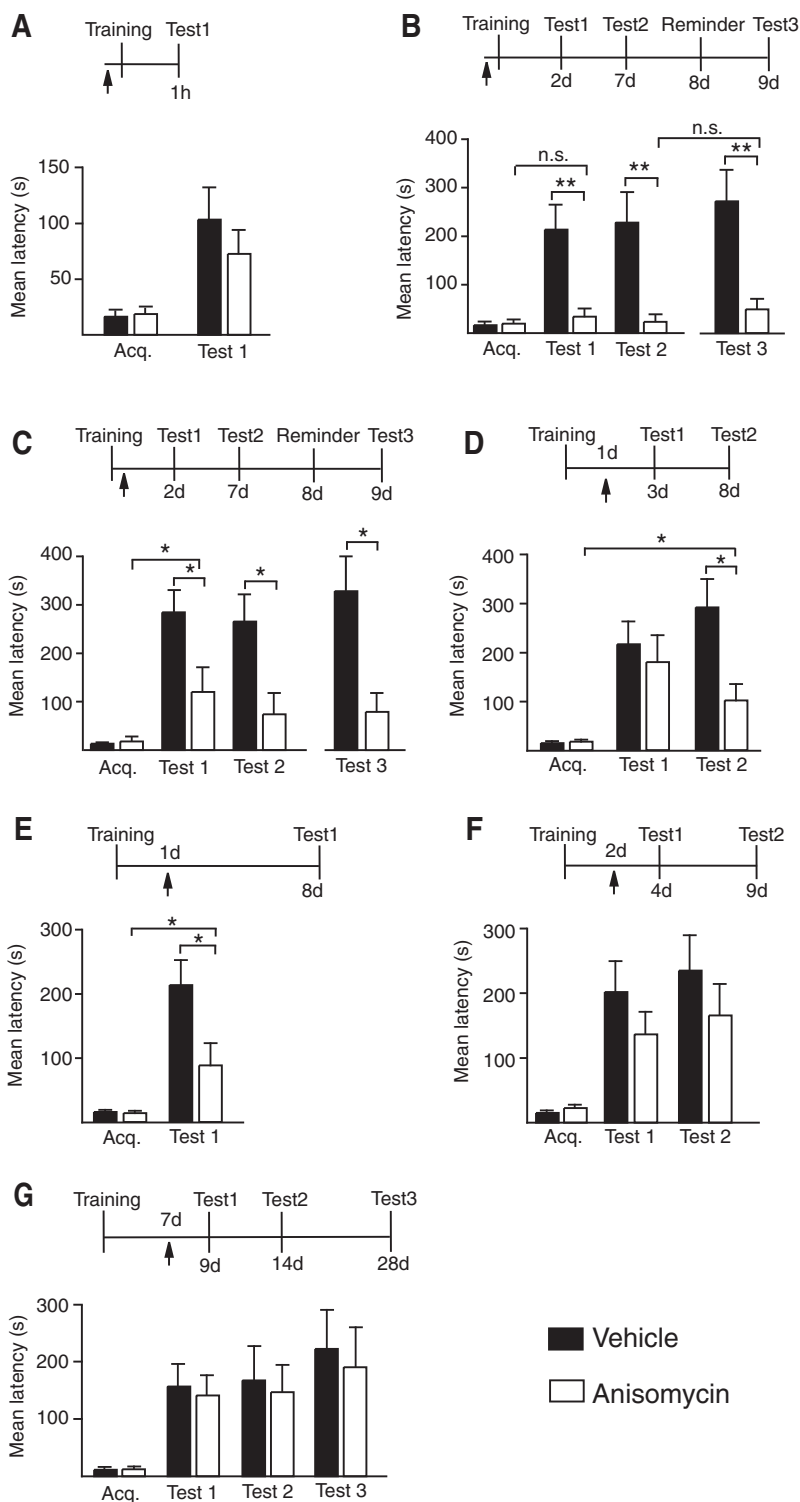 A
Training Test1
1h
Mean latency (s)
150
100
50
Acq. Test 1
B
Training Test1 Test2 Reminder Test3
2d 7d 8d 9d
Mean latency (s)
400
300
200
100
n.s.
n.s.
** ** **
Acq. Test 1 Test 2 Test 3
C
Training Test1 Test2 Reminder Test3
2d 7d 8d 9d
Mean latency (s)
400
300
200
100
* * * *
Acq. Test 1 Test 2 Test 3
D
Training Test1 Test2
1d
3d 8d
Mean latency (s)
400
300
200
100
* *
Acq. Test 1 Test 2
E
Training Test1
1d
8d
Mean latency (s)
300
200
100
* *
Acq. Test 1
F
Training Test1 Test2
2d
4d 9d
Mean latency (s)
300
200
100
Acq. Test 1 Test 2
G
Training Test1 Test2 Test3
7d
9d 14d 28d
Mean latency (s)
300
200
100
Acq. Test 1 Test 2 Test 3
Vehicle
Anisomycin